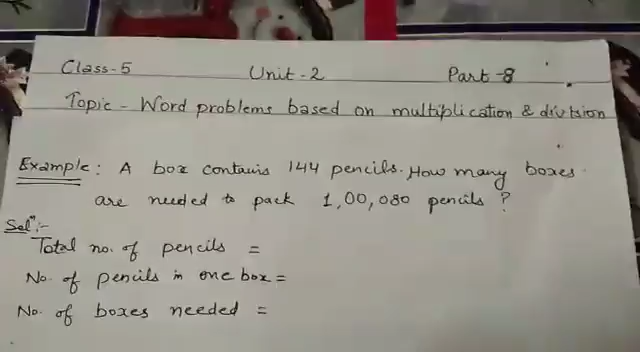 Class-5 Unit-2 Part-8
Topic - Word problems based on multiplication & division
Example: A box contains 144 pencils. How many boxes
are needed to pack 1,00,080 pencils?
Solⁿ:-
Total no. of pencils =
No. of pencils in one box =
No. of boxes needed =